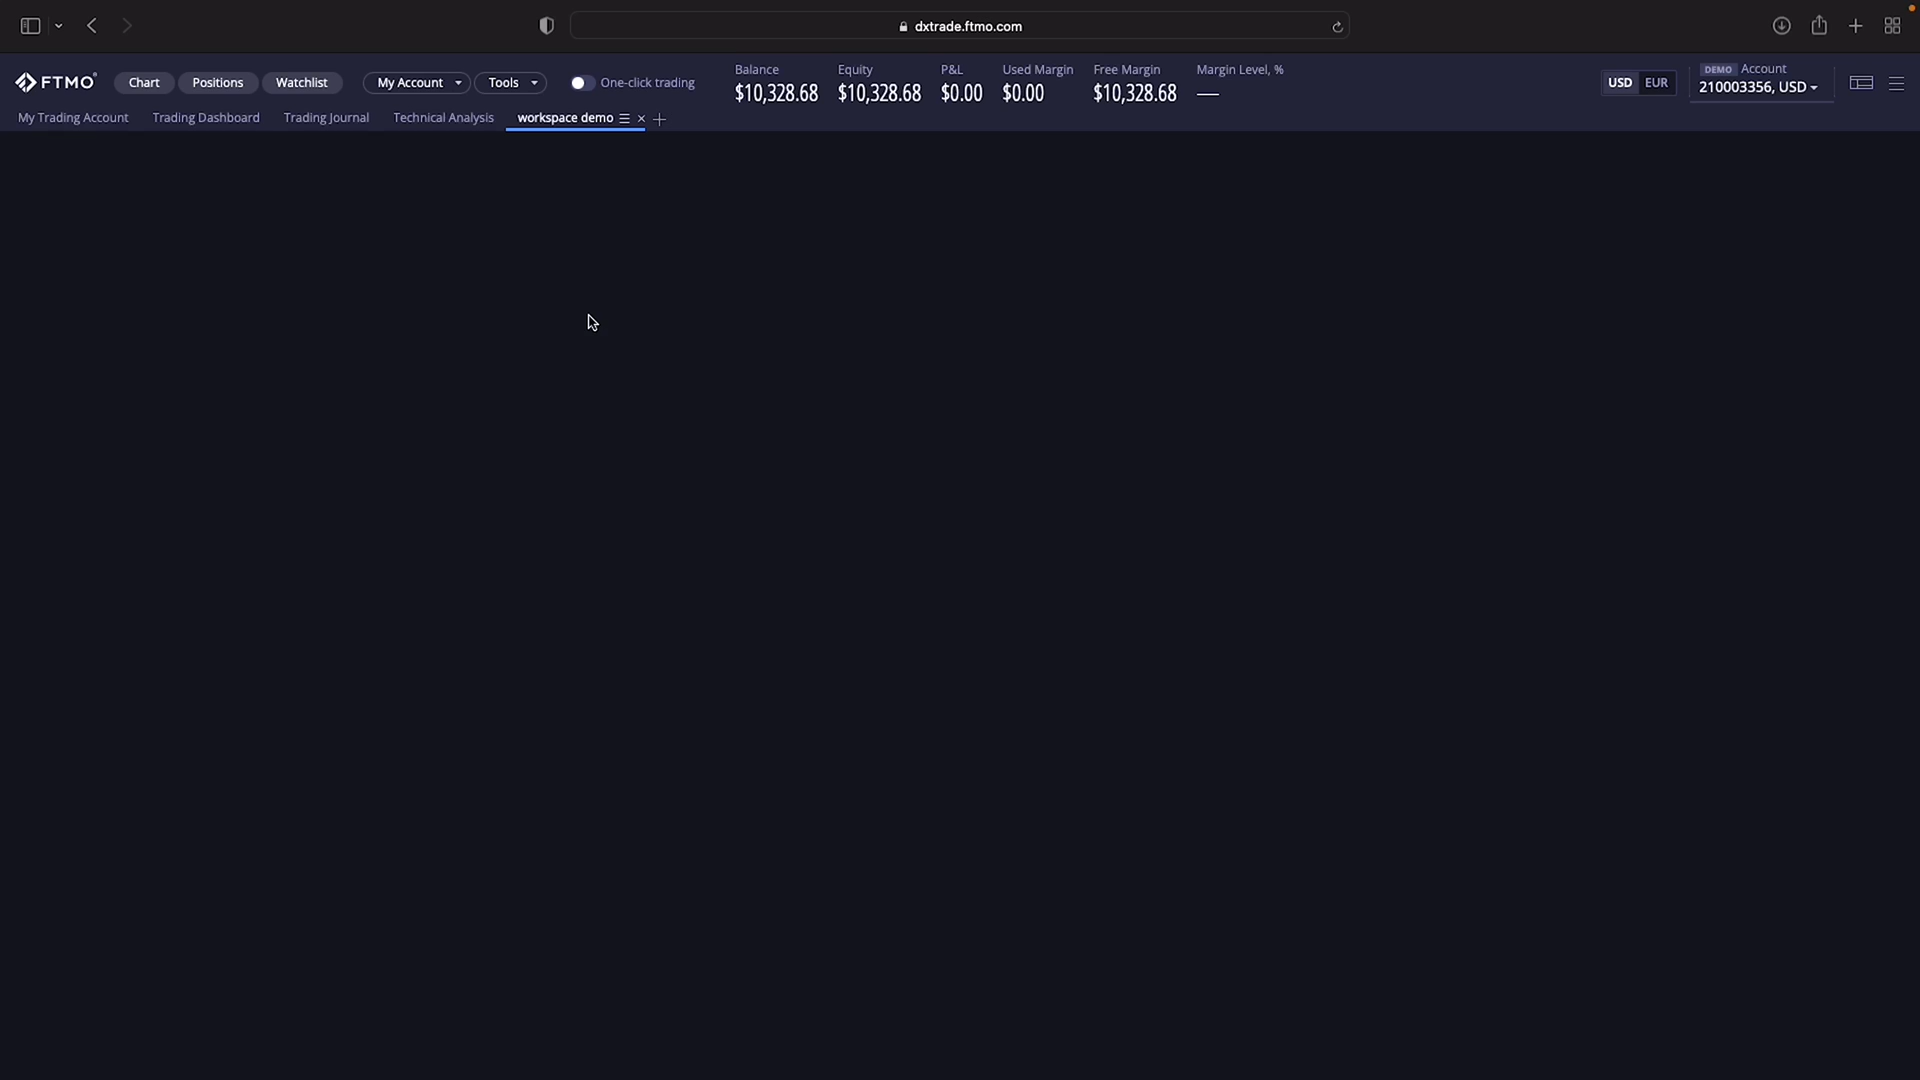 dxtrade.ftmo.com
FTMO®
Chart
Positions
Watchlist
My Account
Tools
One-click trading
Balance
$10,328.68
Equity
$10,328.68
P&L
$0.00
Used Margin
$0.00
Free Margin
$10,328.68
Margin Level, %
—
USD
EUR
DEMO Account
210003356, USD
My Trading Account
Trading Dashboard
Trading Journal
Technical Analysis
workspace demo